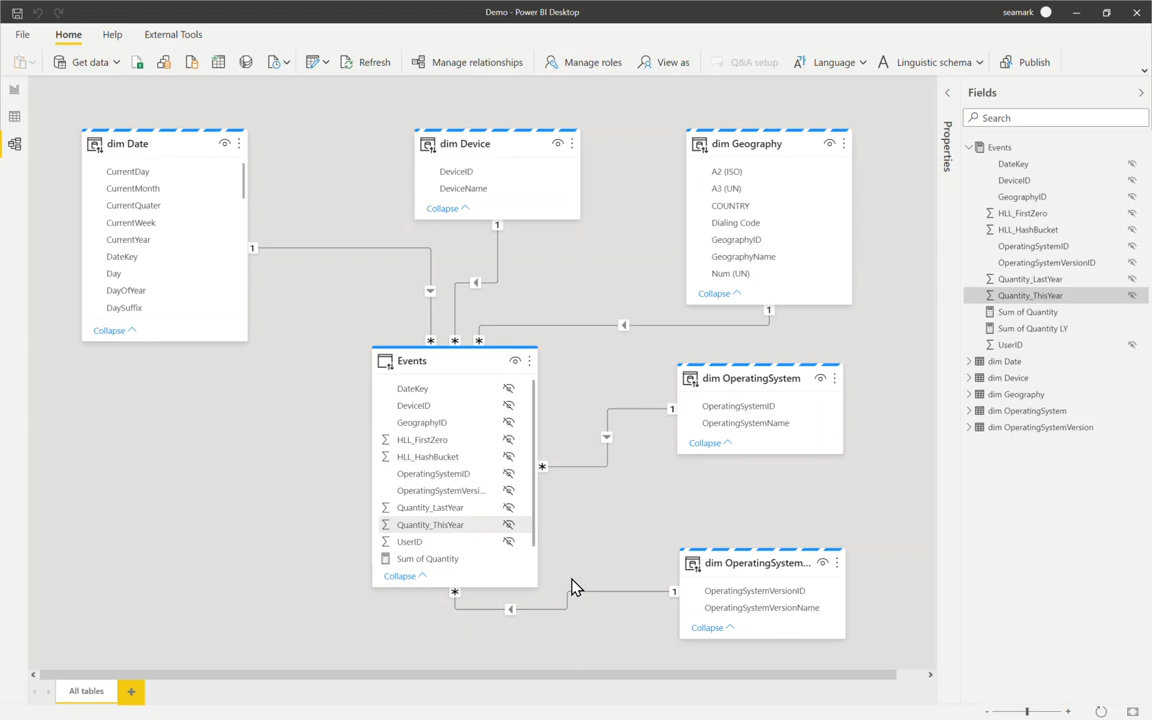 Demo - Power BI Desktop
seamark
File
Home
Help
External Tools
Get data
Refresh
Manage relationships
Manage roles
View as
Q&A setup
Language
Linguistic schema
Publish
dim Date
CurrentDay
CurrentMonth
CurrentQuater
CurrentWeek
CurrentYear
DateKey
Day
DayOfYear
DaySuffix
Collapse
dim Device
DeviceID
DeviceName
Collapse
dim Geography
A2 (ISO)
A3 (UN)
COUNTRY
Dialing Code
GeographyID
GeographyName
Num (UN)
Collapse
1
1
1
*
*
*
Events
DateKey
DeviceID
GeographyID
HLL_FirstZero
HLL_HashBucket
OperatingSystemID
OperatingSystemVersi...
Quantity_LastYear
Quantity_ThisYear
UserID
Sum of Quantity
Collapse
*
1
dim OperatingSystem
OperatingSystemID
OperatingSystemName
Collapse
*
1
dim OperatingSystem...
OperatingSystemVersionID
OperatingSystemVersionName
Collapse
All tables
Properties
Fields
Search
Events
DateKey
DeviceID
GeographyID
HLL_FirstZero
HLL_HashBucket
OperatingSystemID
OperatingSystemVersionID
Quantity_LastYear
Quantity_ThisYear
Sum of Quantity
Sum of Quantity LY
UserID
dim Date
dim Device
dim Geography
dim OperatingSystem
dim OperatingSystemVersion